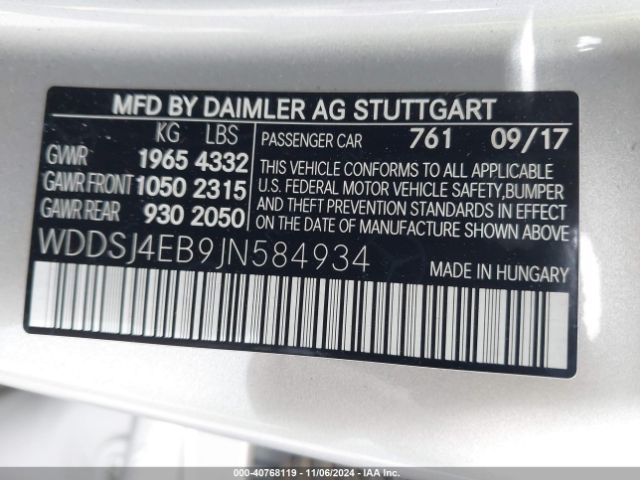 MFD BY DAIMLER AG STUTTGART
KG LBS
GVWR 1965 4332
GAWR FRONT 1050 2315
GAWR REAR 930 2050
PASSENGER CAR 761 09/17
THIS VEHICLE CONFORMS TO ALL APPLICABLE
U.S. FEDERAL MOTOR VEHICLE SAFETY,BUMPER
AND THEFT PREVENTION STANDARDS IN EFFECT
ON THE DATE OF MANUFACTURE SHOWN ABOVE.
WDDSJ4EB9JN584934
MADE IN HUNGARY
000-40768119 - 11/06/2024 - IAA Inc.